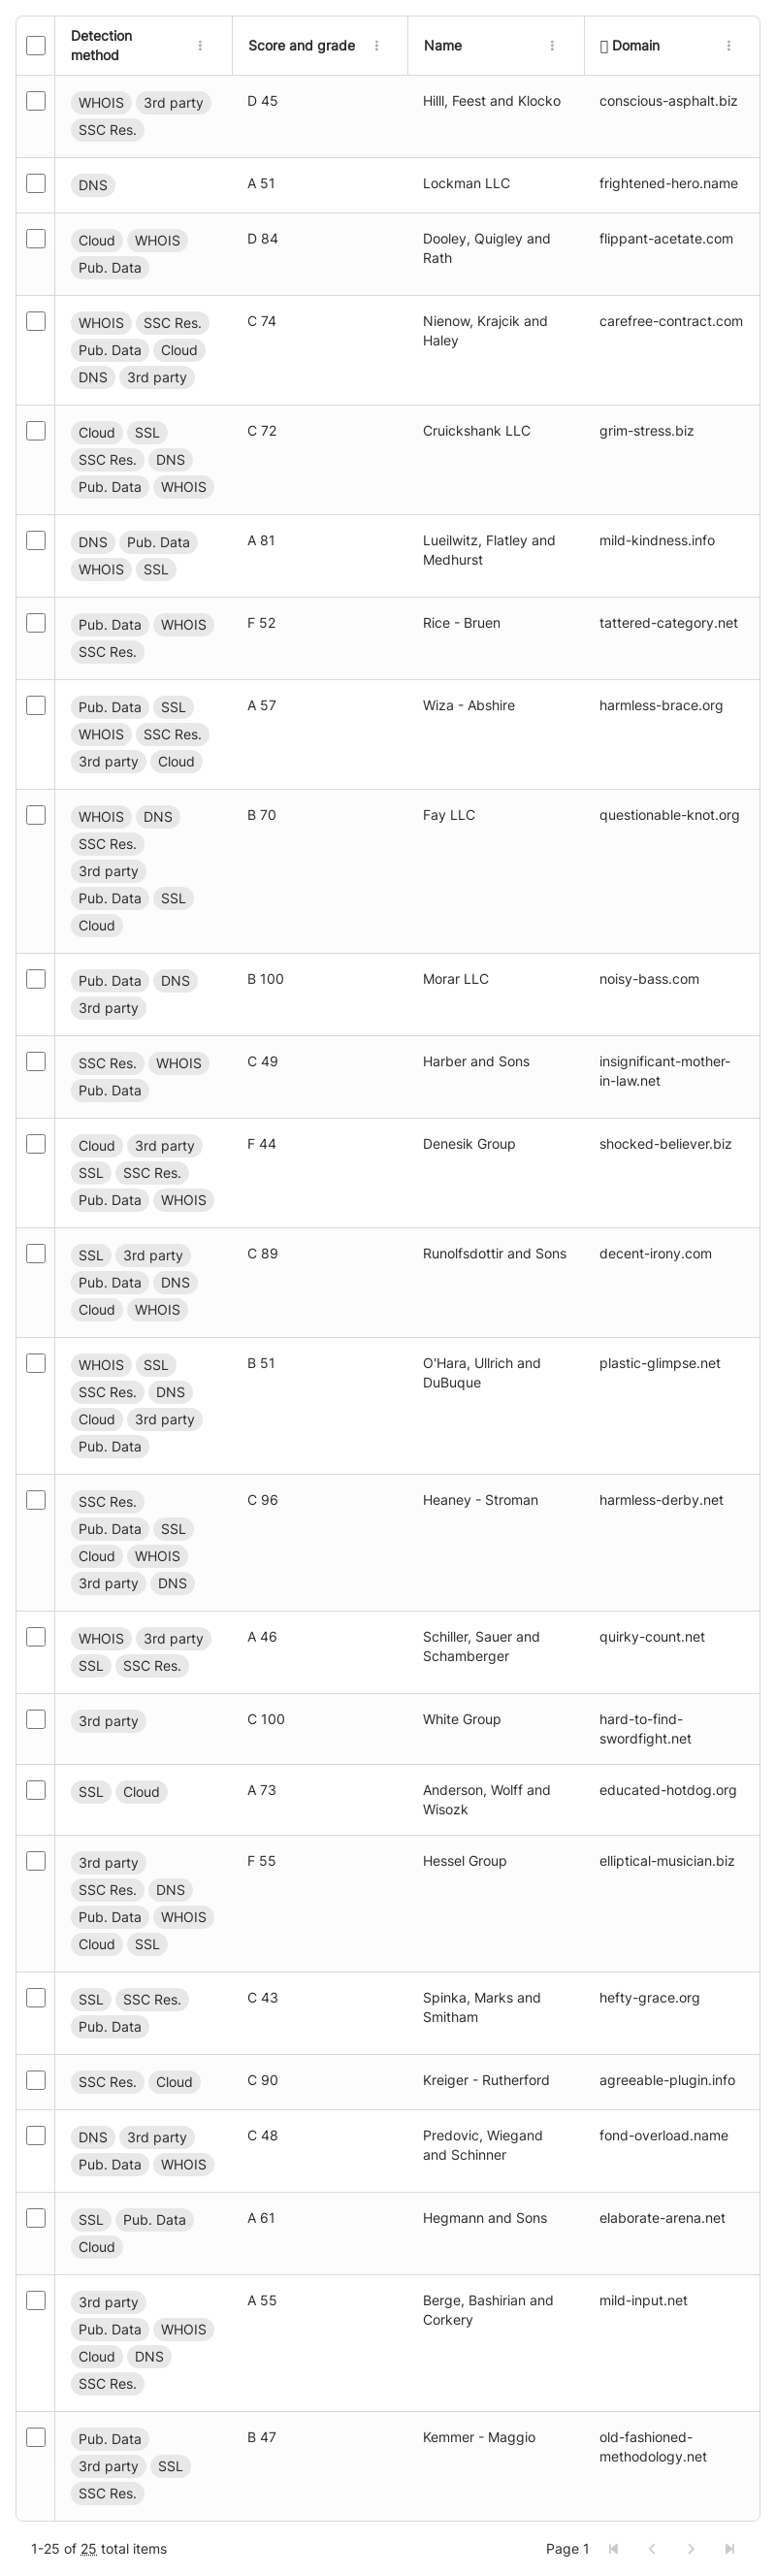 Detection method
Score and grade
Name
Domain
WHOIS 3rd party D 45 Hilll, Feest and Klocko conscious-asphalt.biz
SSC Res.
DNS A 51 Lockman LLC frightened-hero.name
Cloud WHOIS D 84 Dooley, Quigley and flippant-acetate.com
Pub. Data Rath
WHOIS SSC Res. C 74 Nienow, Krajcik and carefree-contract.com
Pub. Data Cloud Haley
DNS 3rd party
Cloud SSL C 72 Cruickshank LLC grim-stress.biz
SSC Res. DNS
Pub. Data WHOIS
DNS Pub. Data A 81 Lueilwitz, Flatley and mild-kindness.info
WHOIS SSL Medhurst
Pub. Data WHOIS F 52 Rice - Bruen tattered-category.net
SSC Res.
Pub. Data SSL A 57 Wiza - Abshire harmless-brace.org
WHOIS SSC Res.
3rd party Cloud
WHOIS DNS B 70 Fay LLC questionable-knot.org
SSC Res.
3rd party
Pub. Data SSL
Cloud
Pub. Data DNS B 100 Morar LLC noisy-bass.com
3rd party
SSC Res. WHOIS C 49 Harber and Sons insignificant-mother-
Pub. Data in-law.net
Cloud 3rd party F 44 Denesik Group shocked-believer.biz
SSL SSC Res.
Pub. Data WHOIS
SSL 3rd party C 89 Runolfsdottir and Sons decent-irony.com
Pub. Data DNS
Cloud WHOIS
WHOIS SSL B 51 O'Hara, Ullrich and plastic-glimpse.net
SSC Res. DNS DuBuque
Cloud 3rd party
Pub. Data
SSC Res. C 96 Heaney - Stroman harmless-derby.net
Pub. Data SSL
Cloud WHOIS
3rd party DNS
WHOIS 3rd party A 46 Schiller, Sauer and quirky-count.net
SSL SSC Res. Schamberger
3rd party C 100 White Group hard-to-find-
swordfight.net
SSL Cloud A 73 Anderson, Wolff and educated-hotdog.org
Wisozk
3rd party F 55 Hessel Group elliptical-musician.biz
SSC Res. DNS
Pub. Data WHOIS
Cloud SSL
SSL SSC Res. C 43 Spinka, Marks and hefty-grace.org
Pub. Data Smitham
SSC Res. Cloud C 90 Kreiger - Rutherford agreeable-plugin.info
DNS 3rd party C 48 Predovic, Wiegand fond-overload.name
Pub. Data WHOIS and Schinner
SSL Pub. Data A 61 Hegmann and Sons elaborate-arena.net
Cloud
3rd party A 55 Berge, Bashirian and mild-input.net
Pub. Data WHOIS Corkery
Cloud DNS
SSC Res.
Pub. Data B 47 Kemmer - Maggio old-fashioned-
3rd party SSL methodology.net
SSC Res.
1-25 of 25 total items Page 1